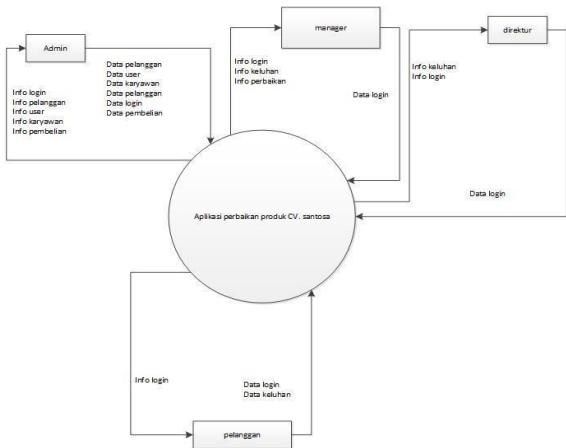 Admin
manager
direktur
Info login
Info pelanggan
Info user
Info karyawan
Info pembelian
Data pelanggan
Data user
Data karyawan
Data pelanggan
Data login
Data pembelian
Info login
Info keluhan
Info perbaikan
Data login
Info keluhan
Info login
Data login
Aplikasi perbaikan produk CV. santosa
Info login
Data login
Data keluhan
pelanggan